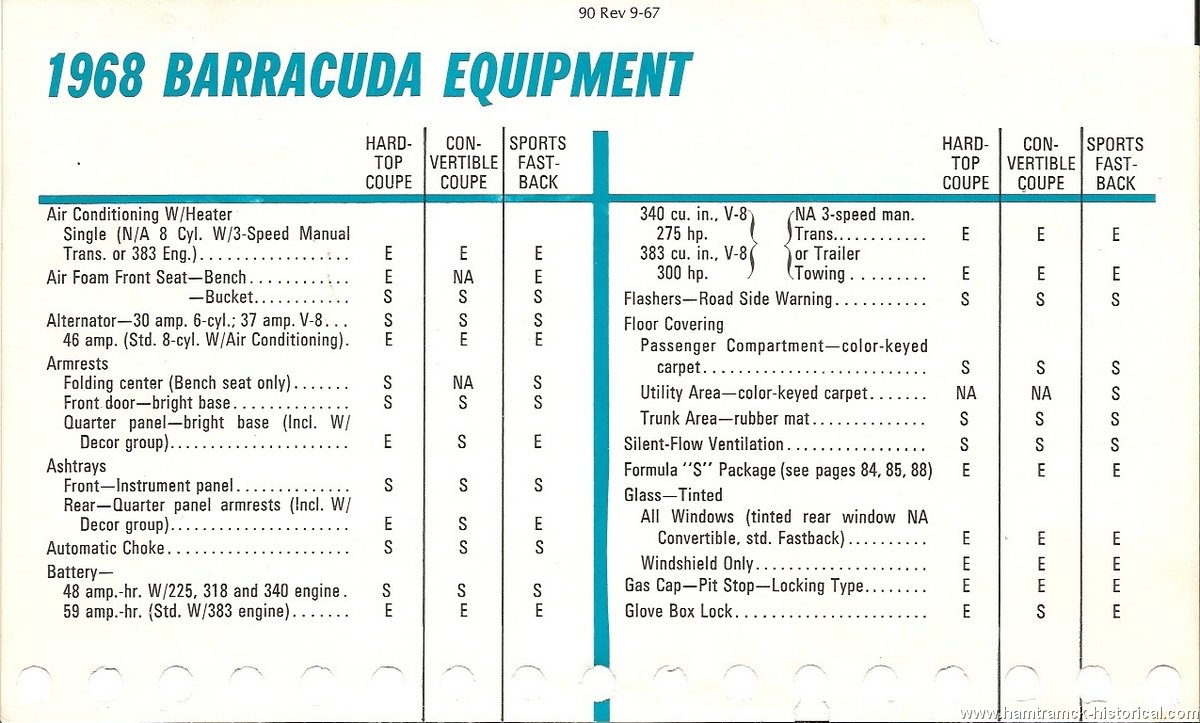 90 Rev 9-67
1968 BARRACUDA EQUIPMENT
HARD-
TOP
COUPE
CON-
VERTIBLE
COUPE
SPORTS
FAST-
BACK
Air Conditioning W/Heater
Single (N/A 8 Cyl. W/3-Speed Manual
Trans. or 383 Eng.).................. E E E
Air Foam Front Seat—Bench............ E NA E
—Bucket............ S S S
Alternator—30 amp. 6-cyl.; 37 amp. V-8... S S S
46 amp. (Std. 8-cyl. W/Air Conditioning). E E E
Armrests
Folding center (Bench seat only)....... S NA S
Front door—bright base.............. S S S
Quarter panel—bright base (Incl. W/
Decor group)...................... E S E
Ashtrays
Front—Instrument panel.............. S S S
Rear—Quarter panel armrests (Incl. W/
Decor group)...................... E S E
Automatic Choke...................... S S S
Battery—
48 amp.-hr. W/225, 318 and 340 engine. S S S
59 amp.-hr. (Std. W/383 engine)....... E E E
HARD-
TOP
COUPE
CON-
VERTIBLE
COUPE
SPORTS
FAST-
BACK
340 cu. in., V-8 NA 3-speed man.
275 hp. Trans............ E E E
383 cu. in., V-8 or Trailer
300 hp. Towing.......... E E E
Flashers—Road Side Warning........... S S S
Floor Covering
Passenger Compartment—color-keyed
carpet........................... S S S
Utility Area—color-keyed carpet....... NA NA S
Trunk Area—rubber mat.............. S S S
Silent-Flow Ventilation................. S S S
Formula "S" Package (see pages 84, 85, 88) E E E
Glass—Tinted
All Windows (tinted rear window NA
Convertible, std. Fastback).......... E E E
Windshield Only..................... E E E
Gas Cap—Pit Stop—Locking Type........ E E E
Glove Box Lock....................... E S E
www.hamtramck-historical.com